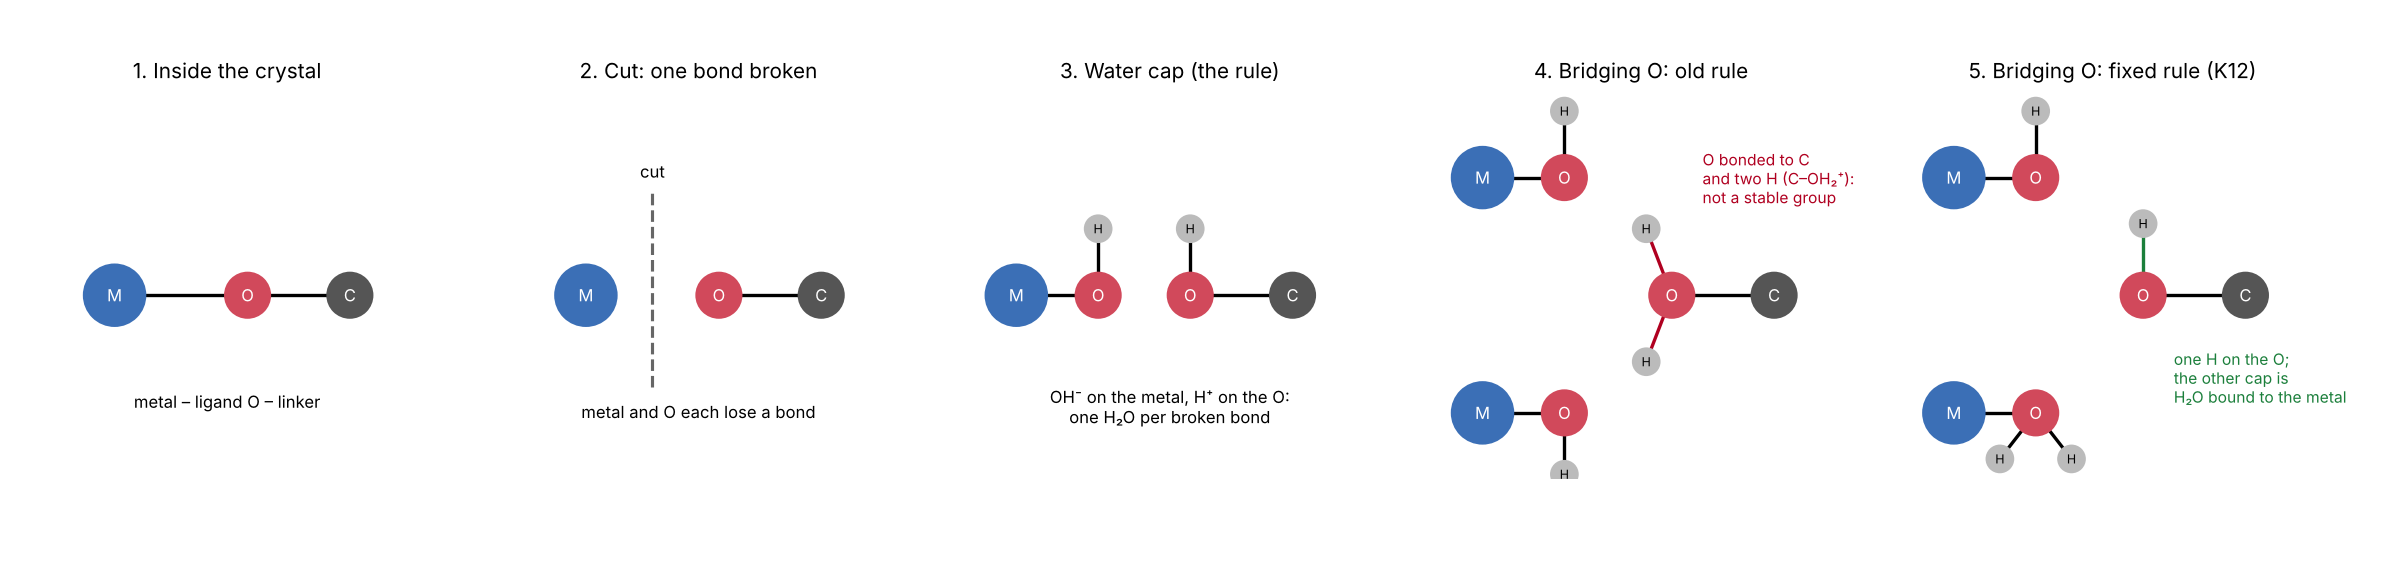 1. Inside the crystal
M
O
C
metal – ligand O – linker
2. Cut: one bond broken
cut
M
O
C
metal and O each lose a bond
3. Water cap (the rule)
H
H
M
O
O
C
OH⁻ on the metal, H⁺ on the O:
one H₂O per broken bond
4. Bridging O: old rule
H
M
O
O bonded to C
and two H (C–OH₂⁺):
not a stable group
H
O
C
H
M
O
H
5. Bridging O: fixed rule (K12)
H
M
O
H
O
C
one H on the O;
the other cap is
H₂O bound to the metal
M
O
H
H